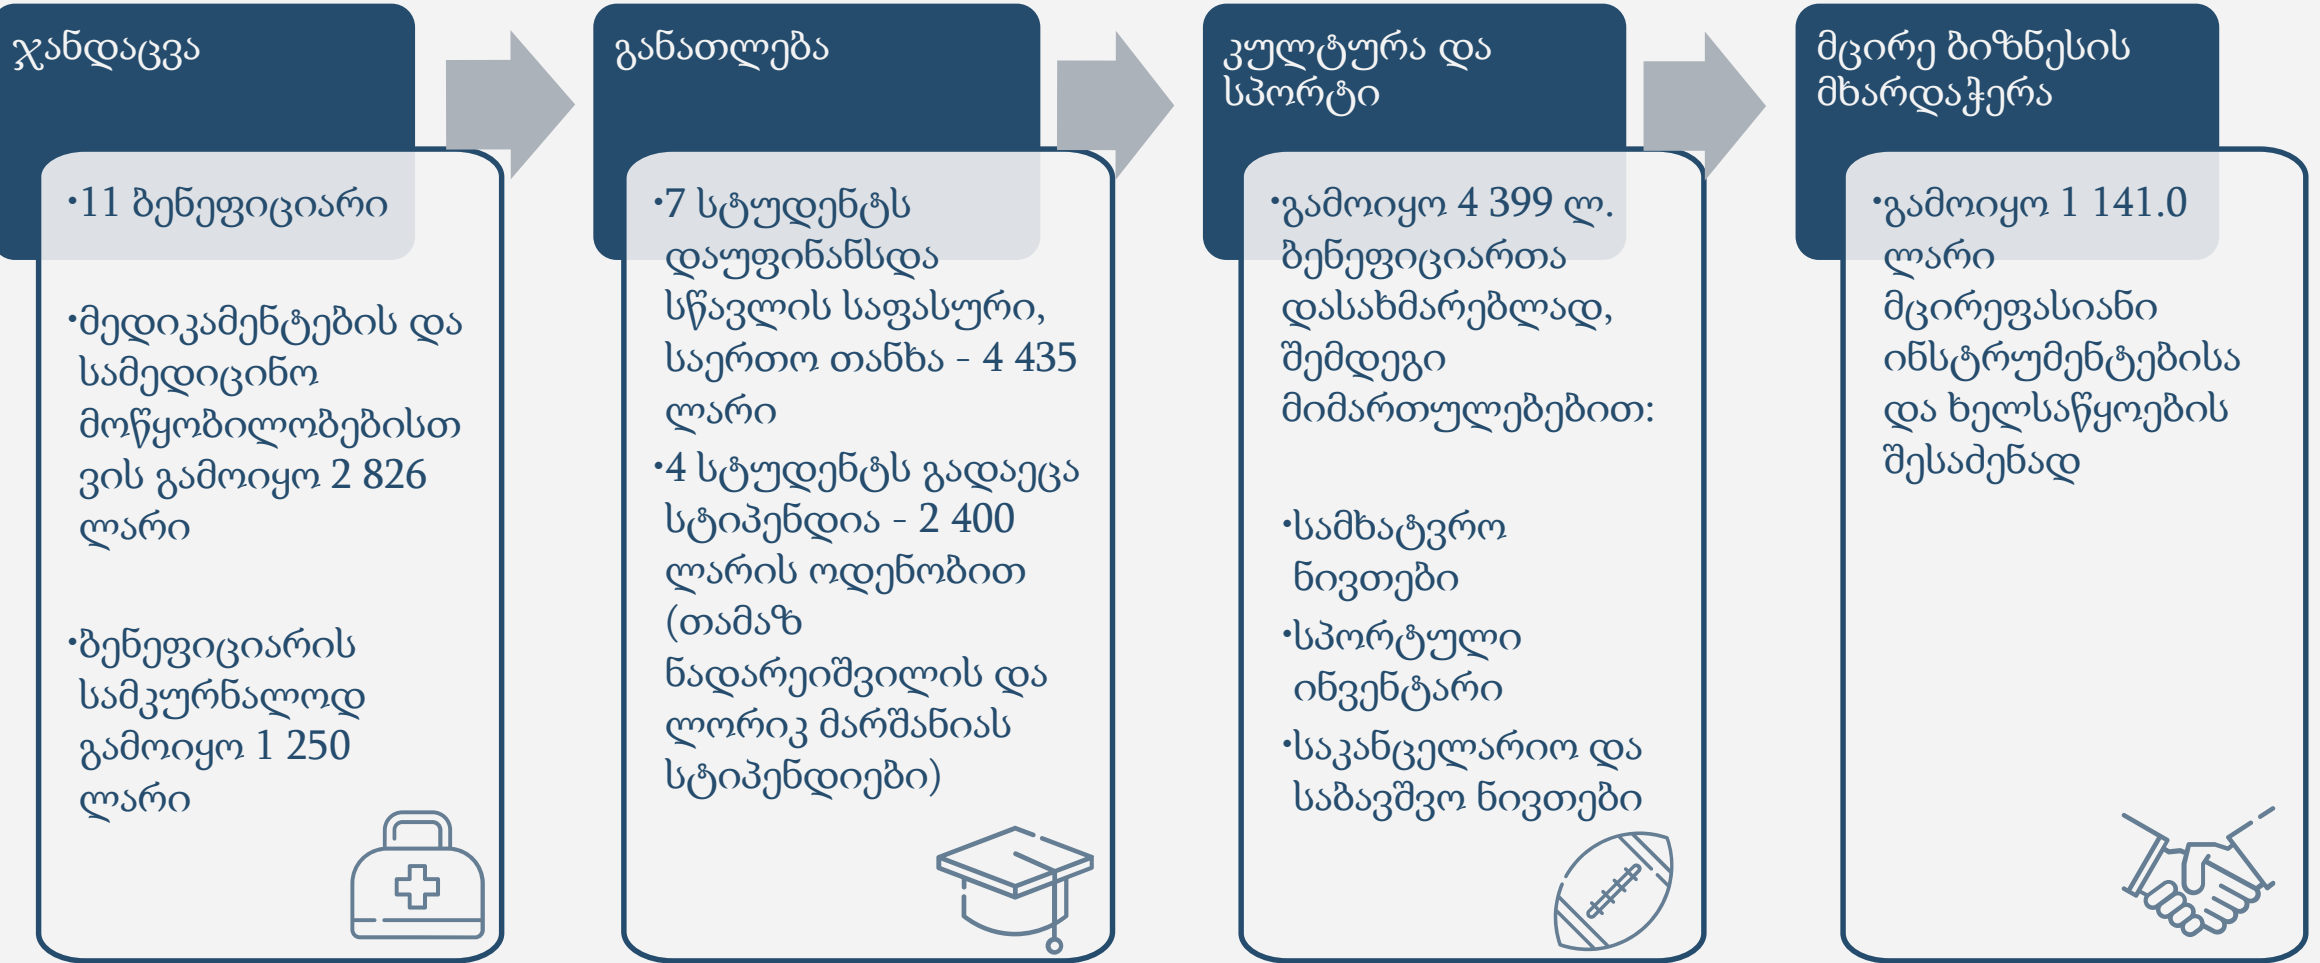 ჯანდაცვა
·11 ბენეფიციარი
·მედიკამენტების და
სამედიცინო
მოწყობილობებისთ
ვის გამოიყო 2 826
ლარი
·ბენეფიციარის
სამკურნალოდ
გამოიყო 1 250
ლარი
განათლება
·7 სტუდენტს
დაუფინანსდა
სწავლის საფასური,
საერთო თანხა - 4 435
ლარი
·4 სტუდენტს გადაეცა
სტიპენდია - 2 400
ლარის ოდენობით
(თამაზ
ნადარეიშვილის და
ლორიკ მარშანიას
სტიპენდიები)
კულტურა და
სპორტი
·გამოიყო 4 399 ლ.
ბენეფიციართა
დასახმარებლად,
შემდეგი
მიმართულებებით:
·სამხატვრო
ნივთები
·სპორტული
ინვენტარი
·საკანცელარიო და
საბავშვო ნივთები
მცირე ბიზნესის
მხარდაჭერა
·გამოიყო 1 141.0
ლარი
მცირეფასიანი
ინსტრუმენტებისა
და ხელსაწყოების
შესაძენად